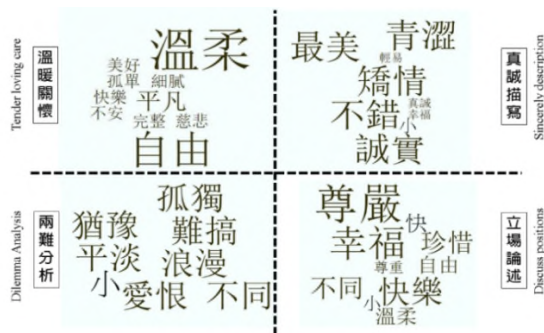 Tender loving care
溫暖關懷
溫柔
美好
孤單 細膩
快樂 平凡
不安
完整 慈悲
自由
最美 青澀
輕易
矯情
不錯 真誠
幸福
小
誠實
真誠描寫
Sincerely description
Dilemma Analysis
兩難分析
孤獨
猶豫 難搞
平淡 浪漫
小
愛恨 不同
尊嚴
快
幸福 珍惜
尊重 自由
不同 快樂
小
溫柔
立場論述
Discuss positions